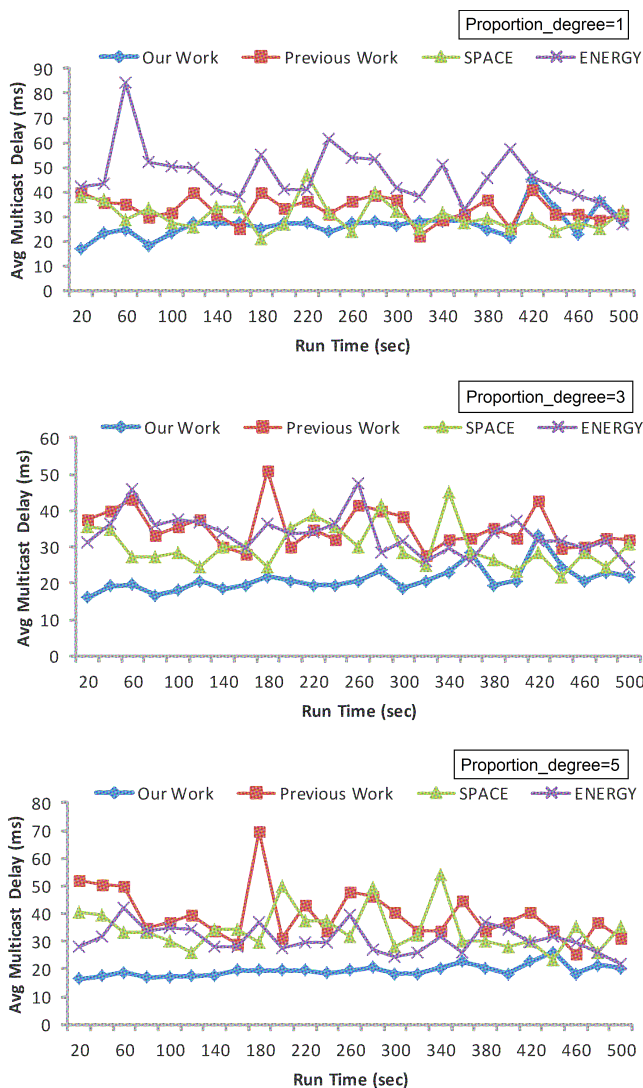 Proportion_degree=1
Our Work Previous Work SPACE ENERGY
90
80
70
60
50
40
30
20
10
0
Avg Multicast Delay (ms)
20 60 100 140 180 220 260 300 340 380 420 460 500
Run Time (sec)
Proportion_degree=3
Our Work Previous Work SPACE ENERGY
60
50
40
30
20
10
0
Avg Multicast Delay (ms)
20 60 100 140 180 220 260 300 340 380 420 460 500
Run Time (sec)
Proportion_degree=5
Our Work Previous Work SPACE ENERGY
80
70
60
50
40
30
20
10
0
Avg Multicast Delay (ms)
20 60 100 140 180 220 260 300 340 380 420 460 500
Run Time (sec)